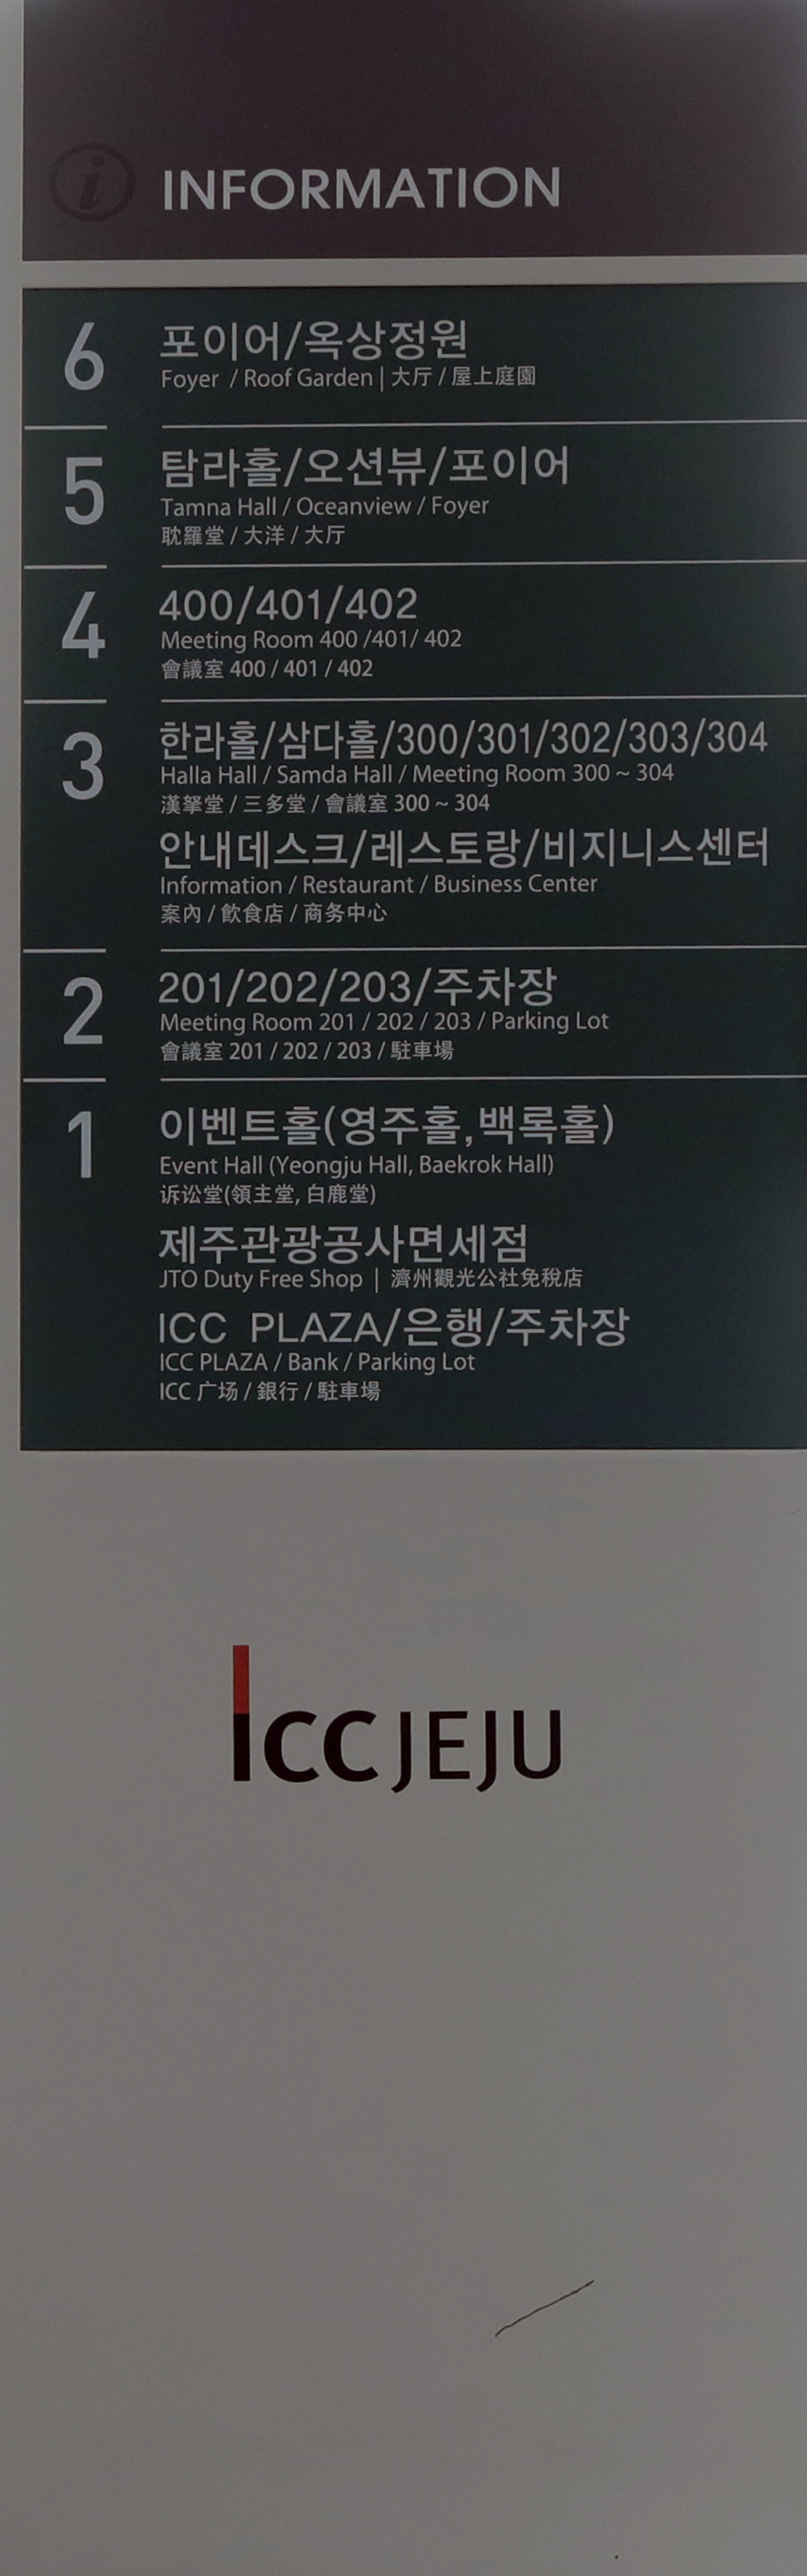 i INFORMATION
6 포이어/옥상정원
Foyer / Roof Garden | 大厅 / 屋上庭園
5 탐라홀/오션뷰/포이어
Tamna Hall / Oceanview / Foyer
耽羅堂 / 大洋 / 大厅
4 400/401/402
Meeting Room 400 /401/ 402
會議室 400 / 401 / 402
3 한라홀/삼다홀/300/301/302/303/304
Halla Hall / Samda Hall / Meeting Room 300 ~ 304
漢拏堂 / 三多堂 / 會議室 300 ~ 304
안내데스크/레스토랑/비지니스센터
Information / Restaurant / Business Center
案內 / 飮食店 / 商务中心
2 201/202/203/주차장
Meeting Room 201 / 202 / 203 / Parking Lot
會議室 201 / 202 / 203 / 駐車場
1 이벤트홀(영주홀,백록홀)
Event Hall (Yeongju Hall, Baekrok Hall)
诉讼堂(領主堂, 白鹿堂)
제주관광공사면세점
JTO Duty Free Shop | 濟州觀光公社免稅店
ICC PLAZA/은행/주차장
ICC PLAZA / Bank / Parking Lot
ICC 广场 / 銀行 / 駐車場
ICC JEJU